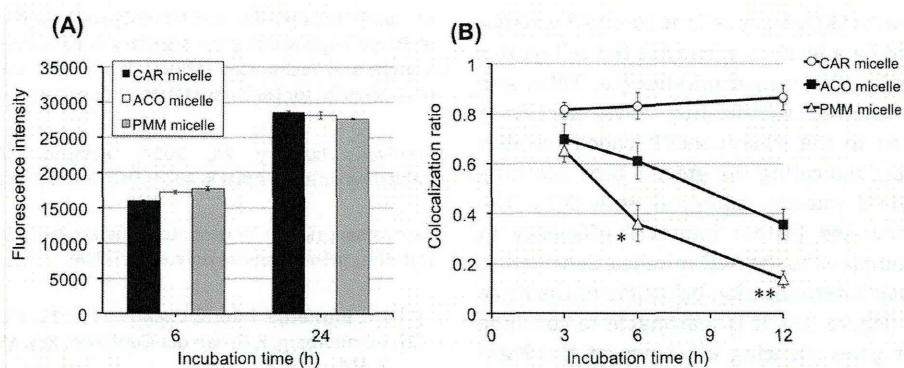 (A)
Fluorescence intensity
35000
30000
25000
20000
15000
10000
5000
0
CAR micelle
ACO micelle
PMM micelle
6
24
Incubation time (h)
(B)
CAR micelle
ACO micelle
PMM micelle
Colocalization ratio
1
0.8
0.6
0.4
0.2
0
*
**
0
3
6
9
12
Incubation time (h)